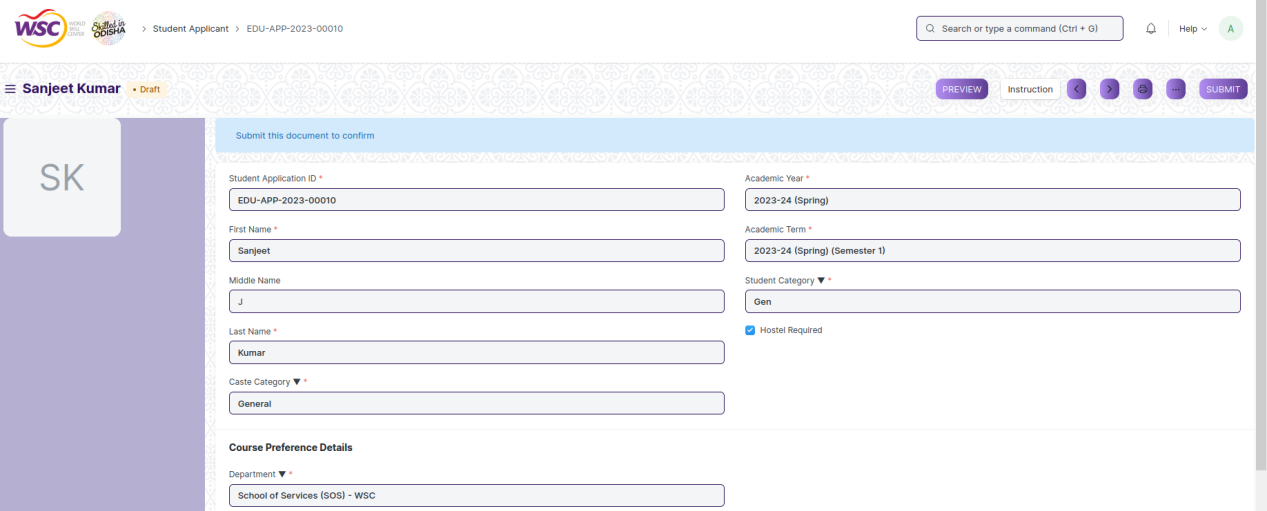 WSC WORLD SKILL CENTER Skilled in ODISHA > Student Applicant > EDU-APP-2023-00010 Search or type a command (Ctrl + G) Help A
Sanjeet Kumar • Draft PREVIEW Instruction < > ... SUBMIT
SK
Submit this document to confirm
Student Application ID *
EDU-APP-2023-00010
Academic Year *
2023-24 (Spring)
First Name *
Sanjeet
Academic Term *
2023-24 (Spring) (Semester 1)
Middle Name
J
Student Category ▼ *
Gen
Last Name *
Kumar
Hostel Required
Caste Category ▼ *
General
Course Preference Details
Department ▼ *
School of Services (SOS) - WSC